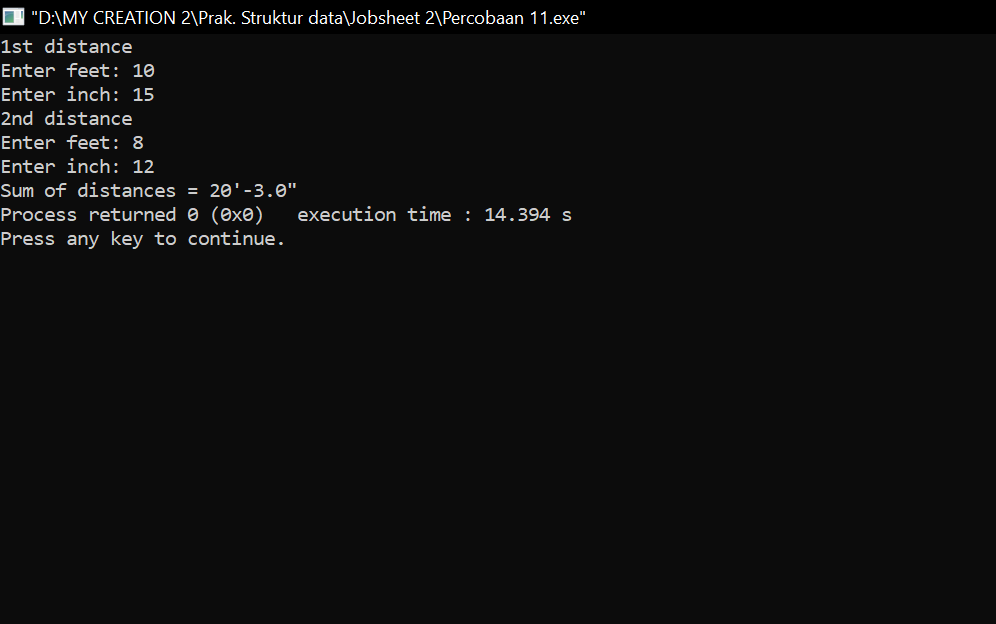 "D:\MY CREATION 2\Prak. Struktur data\Jobsheet 2\Percobaan 11.exe"
1st distance
Enter feet: 10
Enter inch: 15
2nd distance
Enter feet: 8
Enter inch: 12
Sum of distances = 20'-3.0"
Process returned 0 (0x0)   execution time : 14.394 s
Press any key to continue.